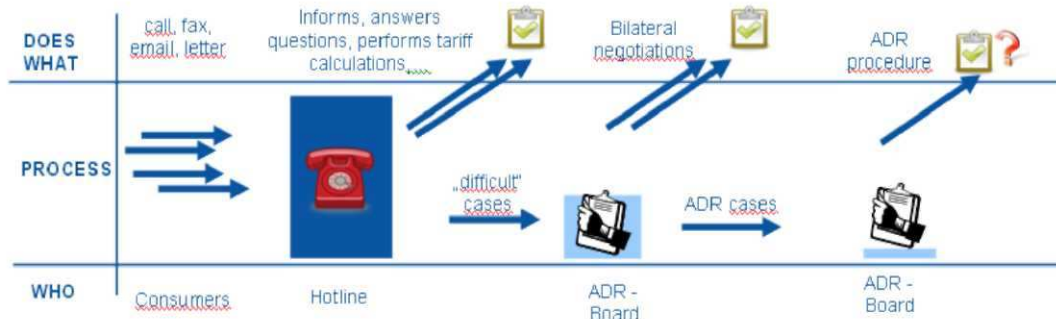 DOES
WHAT
call, fax,
email, letter
Informs, answers
questions, performs tariff
calculations,...
Bilateral
negotiations
ADR
procedure
PROCESS
„difficult"
cases
ADR cases
WHO
Consumers
Hotline
ADR -
Board
ADR -
Board